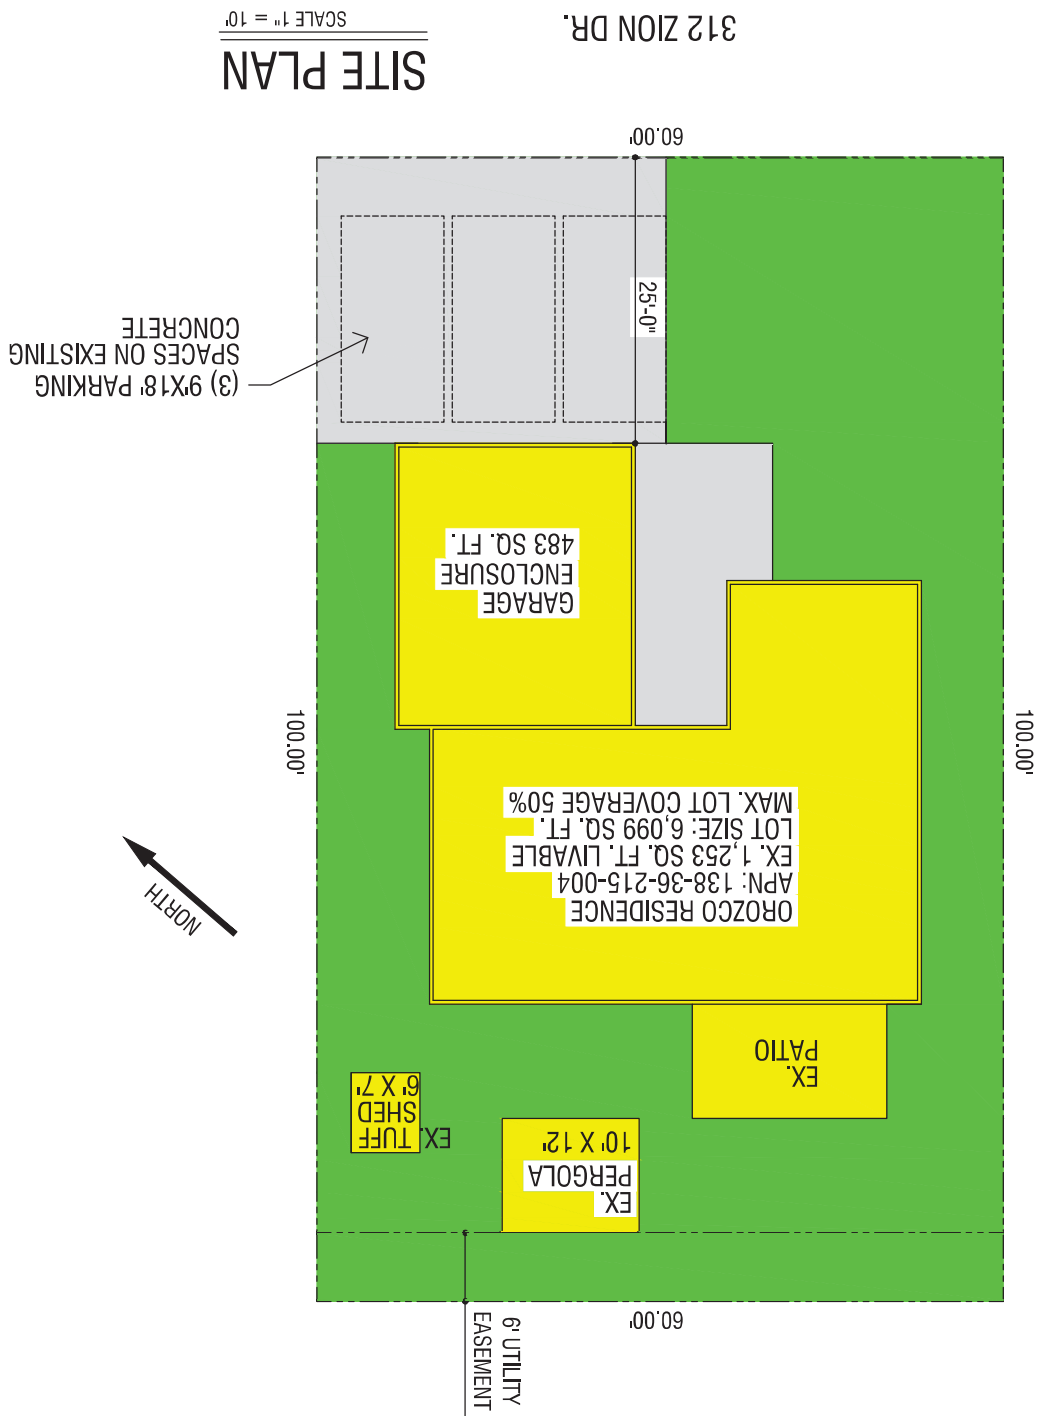 6' UTILITY
EASEMENT
60.00'
EX.
PERGOLA
10' X 12'
EX. TUFF
SHED
6' X 7'
EX.
PATIO
OROZCO RESIDENCE
APN: 138-36-215-004
EX. 1,253 SQ. FT. LIVABLE
LOT SIZE: 6,099 SQ. FT.
MAX. LOT COVERAGE 50%
NORTH
100.00'
100.00'
GARAGE
ENCLOSURE
483 SQ. FT.
(3) 9'X18' PARKING
SPACES ON EXISTING
CONCRETE
25'-0"
60.00'
SITE PLAN
SCALE 1" = 10'
312 ZION DR.